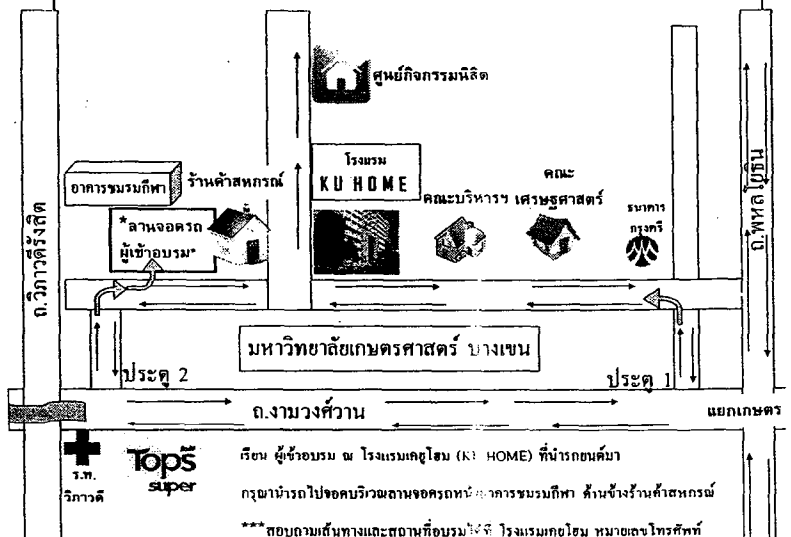 ศูนย์กิจกรรมนิสิต
โรงแรม
KU HOME
คณะบริหารฯ
คณะ
เศรษฐศาสตร์
ธนาคาร
กรุงศรี
อาคารชมรมกีฬา
ร้านค้าสหกรณ์
*ลานจอดรถ
ผู้เข้าอบรม*
ถ.วิภาวดีรังสิต
ถ.พหลโยธิน
มหาวิทยาลัยเกษตรศาสตร์ บางเขน
ประตู 2
ประตู 1
ถ.งามวงศ์วาน
แยกเกษตร
ร.พ.
วิภาวดี
Tops
super
เรียน ผู้เข้าอบรม ณ โรงแรมเคยูโฮม (KU HOME) ที่นำรถยนต์มา
กรุณานำรถไปจอดบริเวณลานจอดรถหน้าอาคารชมรมกีฬา ด้านข้างร้านค้าสหกรณ์
***สอบถามเส้นทางและสถานที่อบรมได้ที่ โรงแรมเคยูโฮม หมายเลขโทรศัพท์